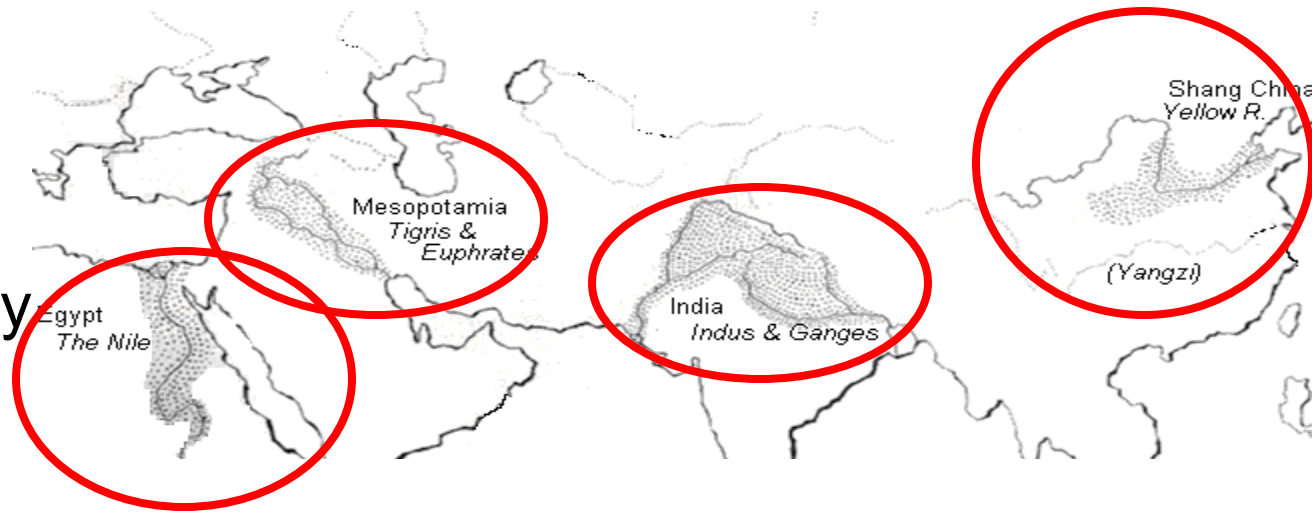 Shang China
Yellow R.
Mesopotamia
Tigris &
Euphrates
(Yangzi)
India
Indus & Ganges
y
Egypt
The Nile